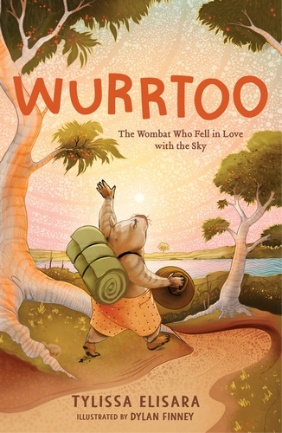 WURRTOO
The Wombat Who Fell in Love
with the Sky
TYLISSA ELISARA
ILLUSTRATED BY DYLAN FINNEY